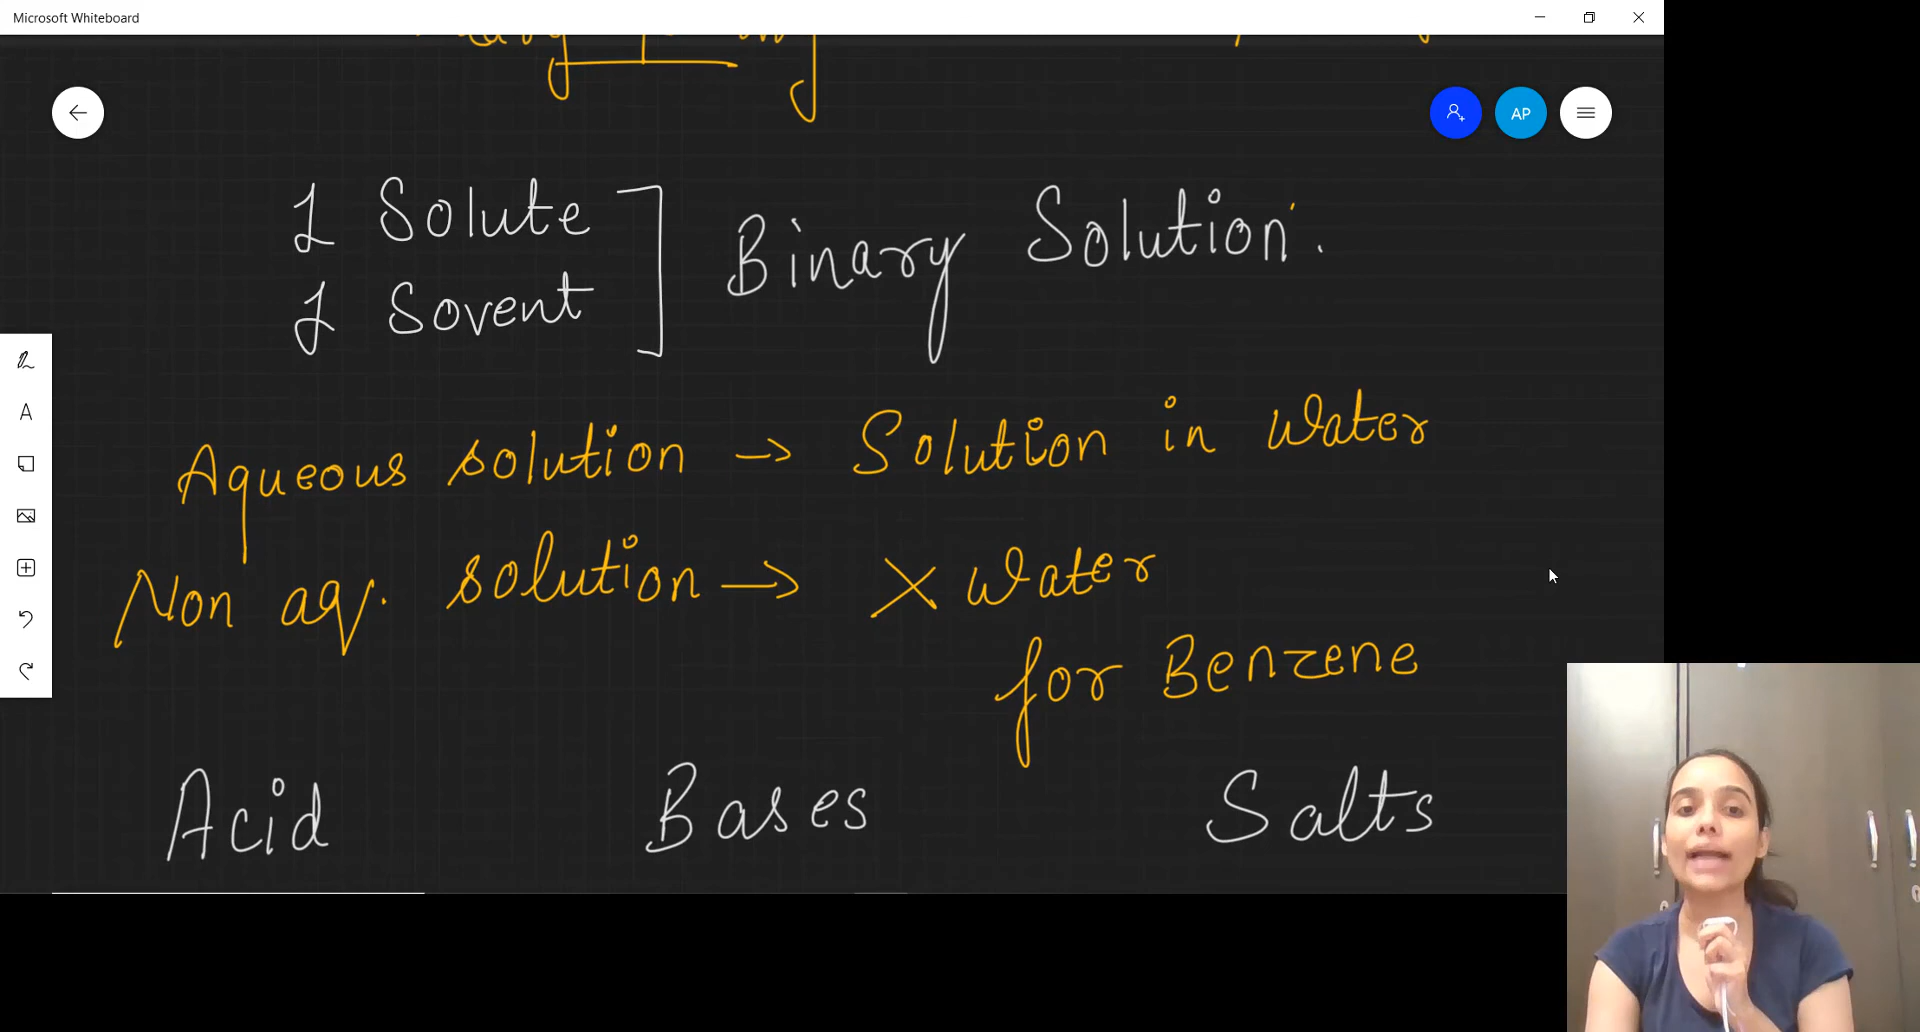 Microsoft Whiteboard
AP
1 Solute
1 Sovent
Binary Solution.
Aqueous solution → Solution in water
Non aq. solution → X water
for Benzene
Acid Bases Salts